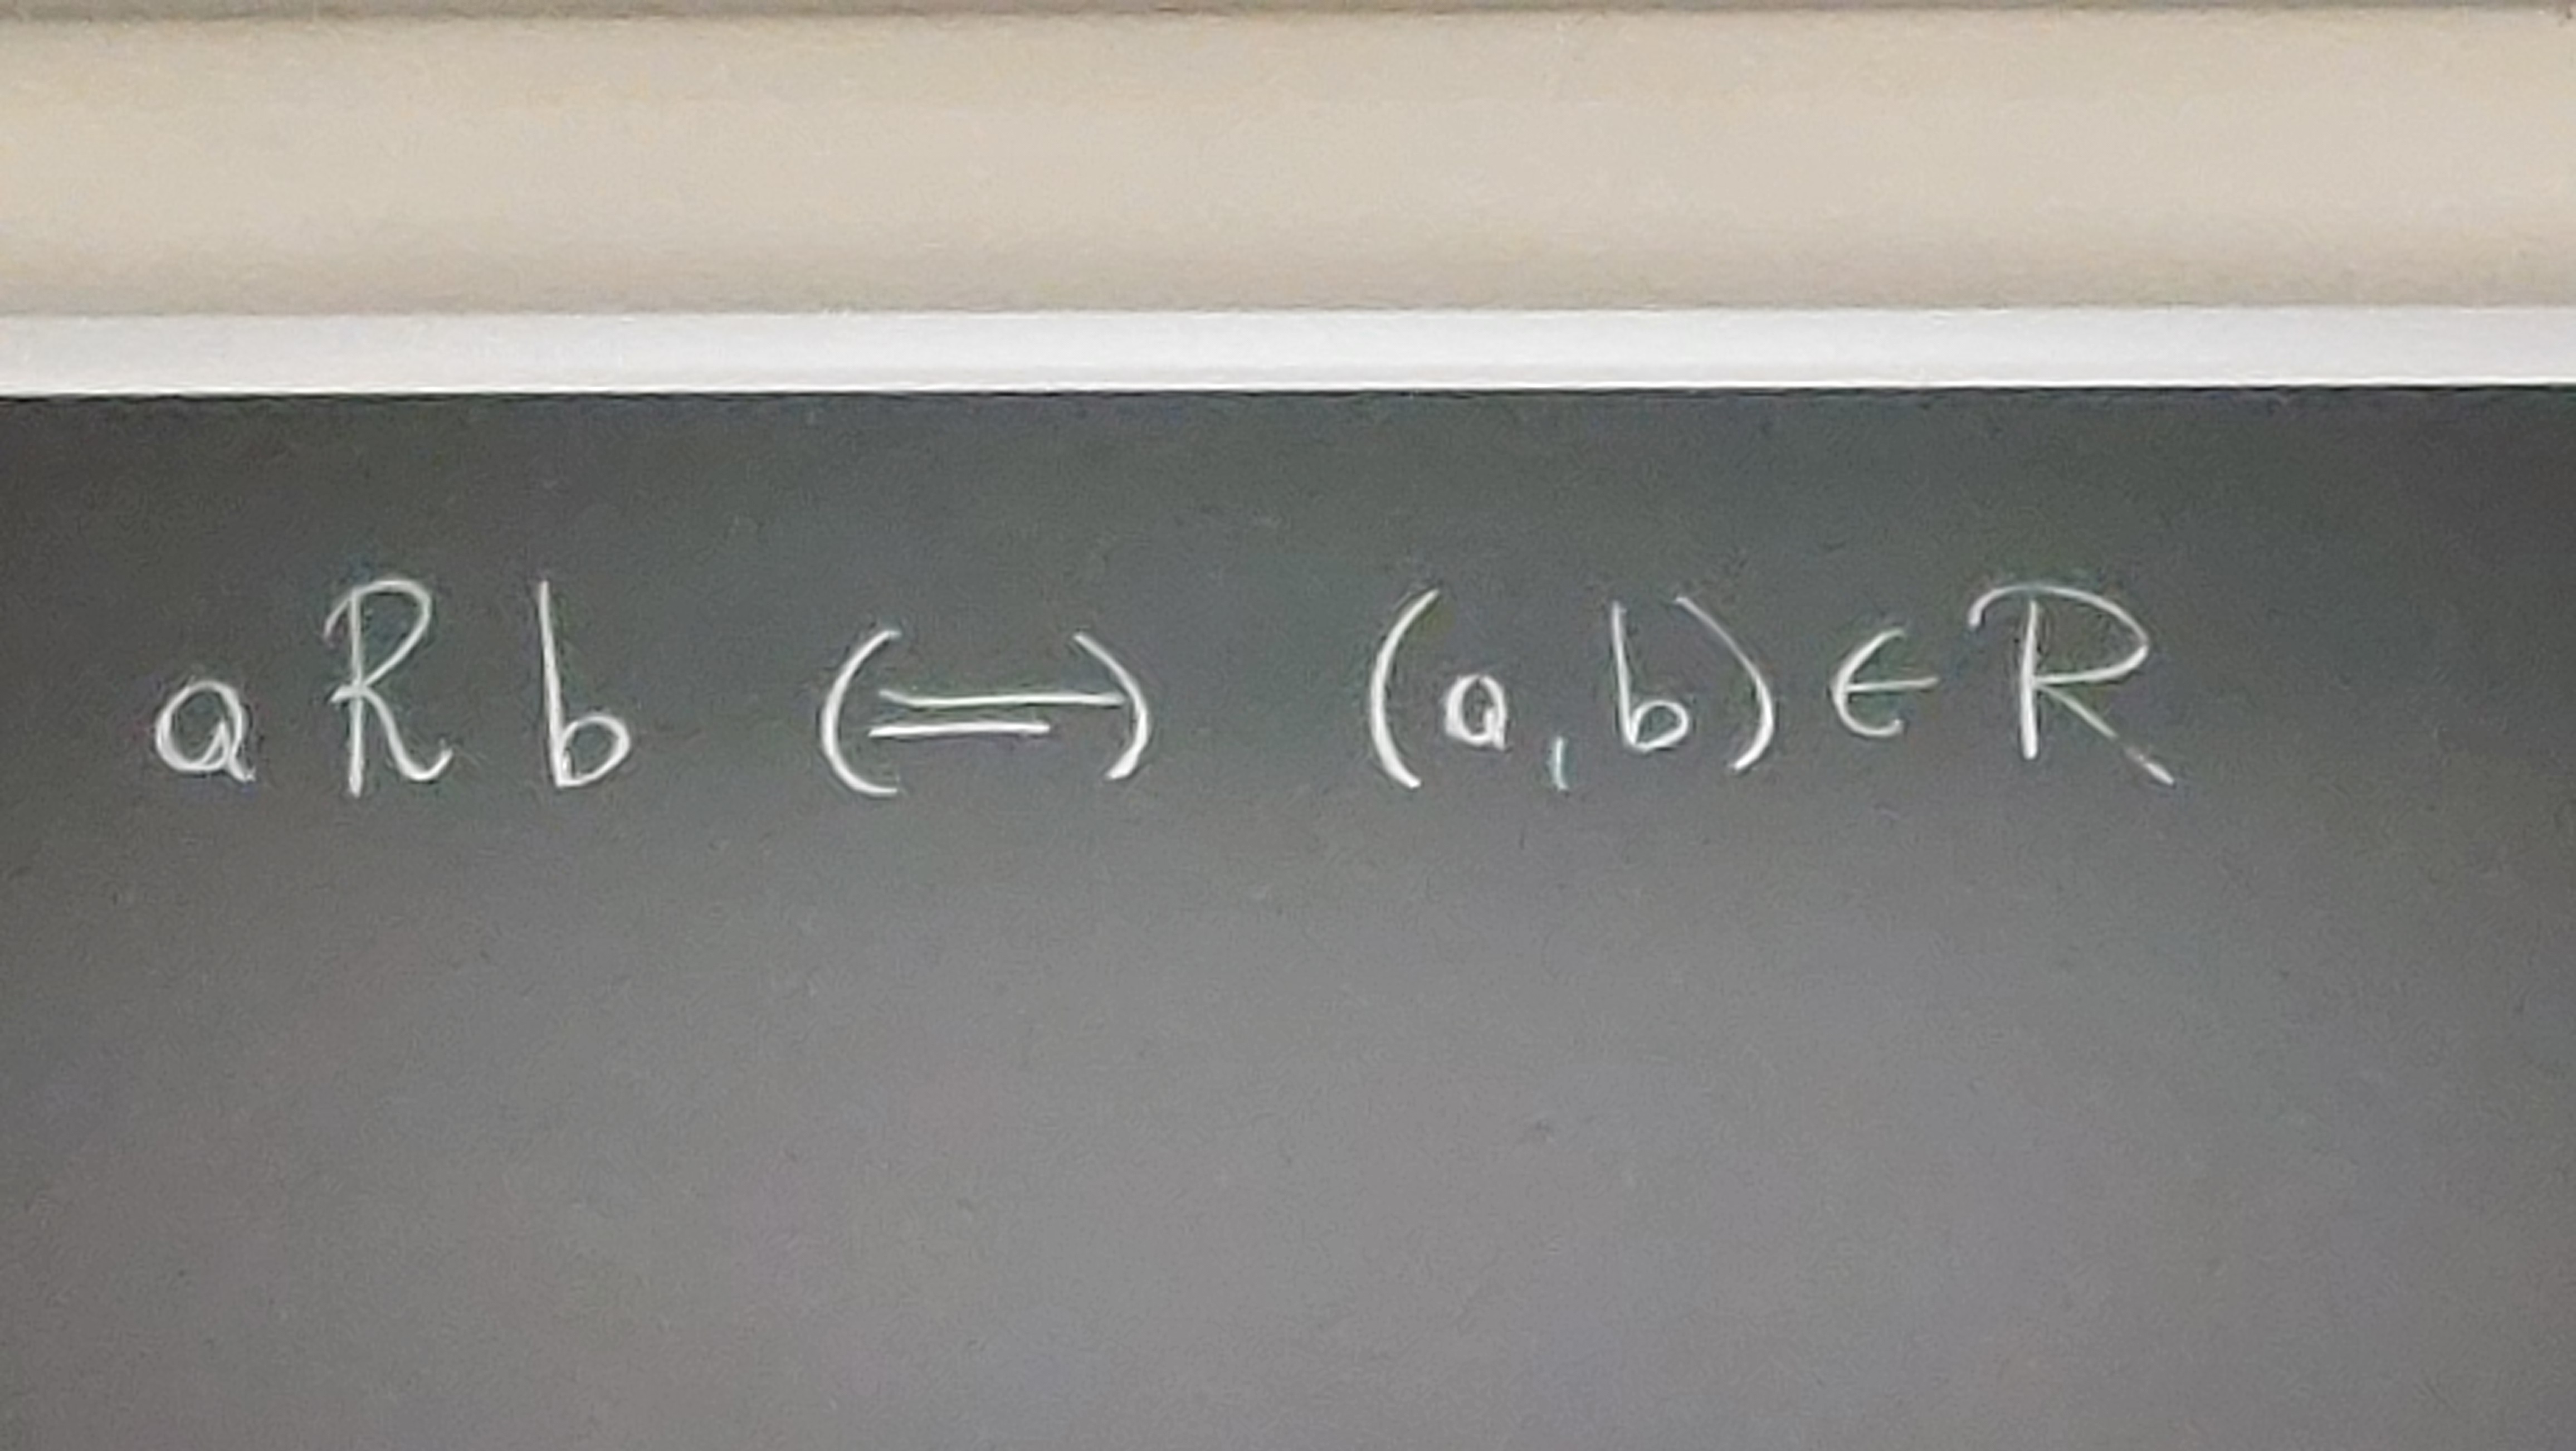 a R b ⟺ (a,b) ∈ R